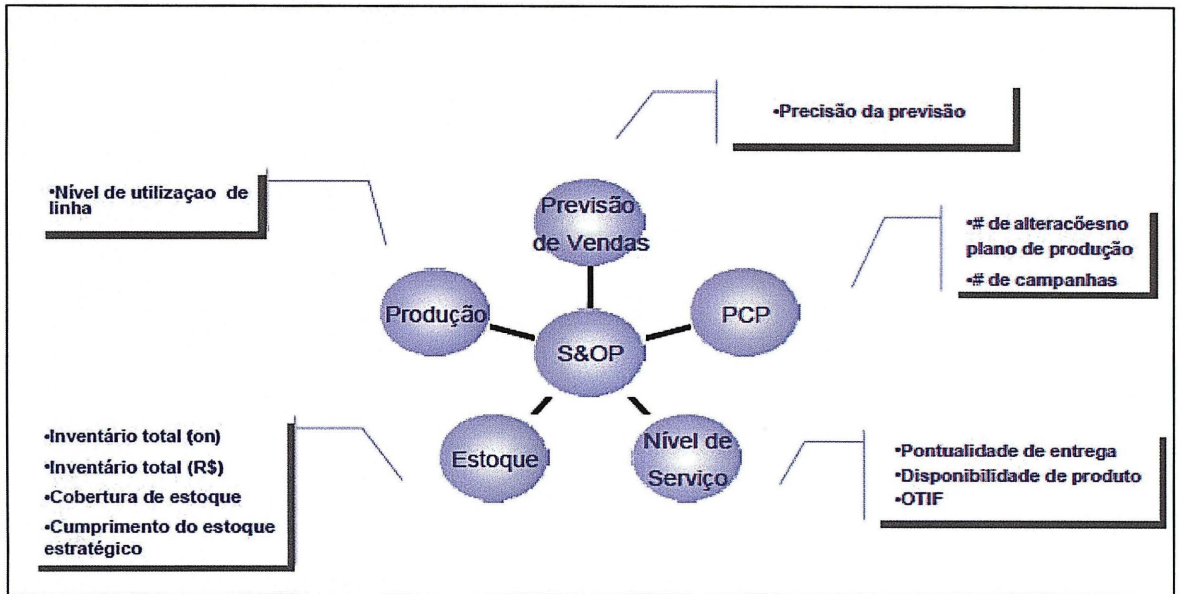 •Precisão da previsão
•Nível de utilizaçao de
linha
Previsão
de Vendas
•# de alteracõesno
plano de produção
•# de campanhas
Produção
PCP
S&OP
•Inventário total (on)
•Inventário total (R$)
•Cobertura de estoque
•Cumprimento do estoque
estratégico
Estoque
Nível de
Serviço
•Pontualidade de entrega
•Disponibilidade de produto
•OTIF